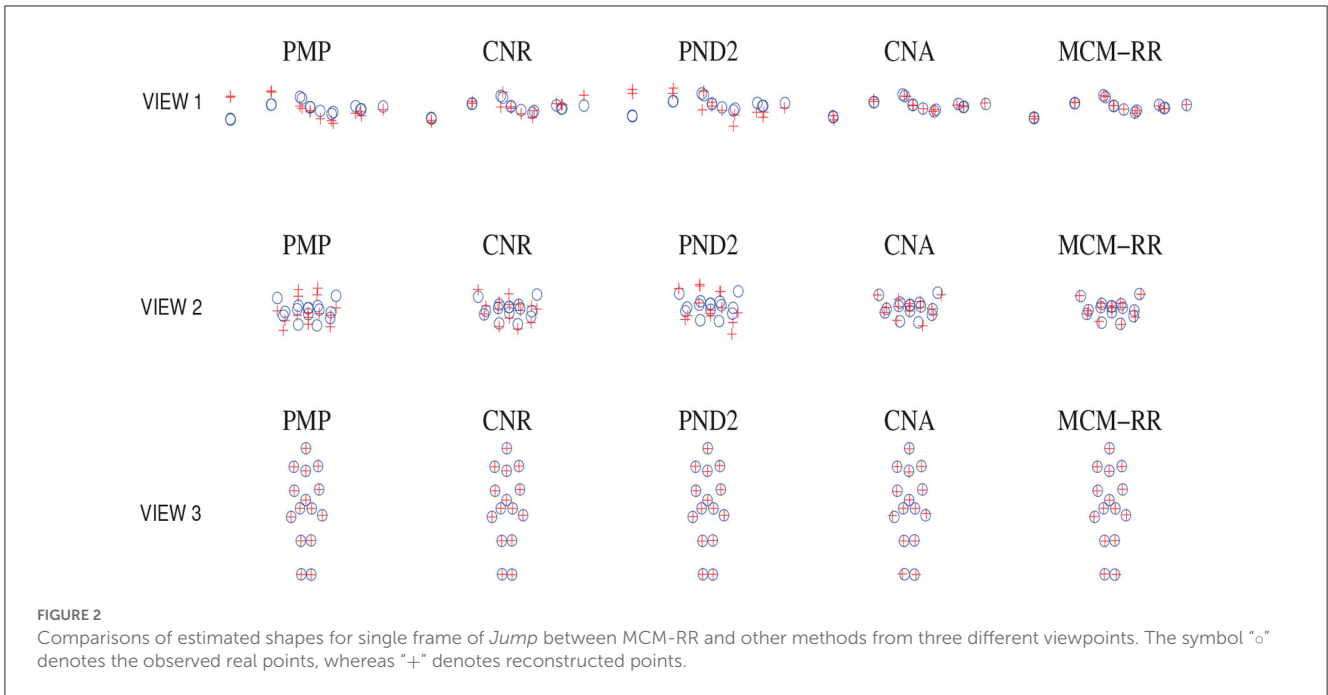 PMP CNR PND2 CNA MCM–RR
VIEW 1
PMP CNR PND2 CNA MCM–RR
VIEW 2
PMP CNR PND2 CNA MCM–RR
VIEW 3
FIGURE 2
Comparisons of estimated shapes for single frame of Jump between MCM-RR and other methods from three different viewpoints. The symbol "○"
denotes the observed real points, whereas "+" denotes reconstructed points.